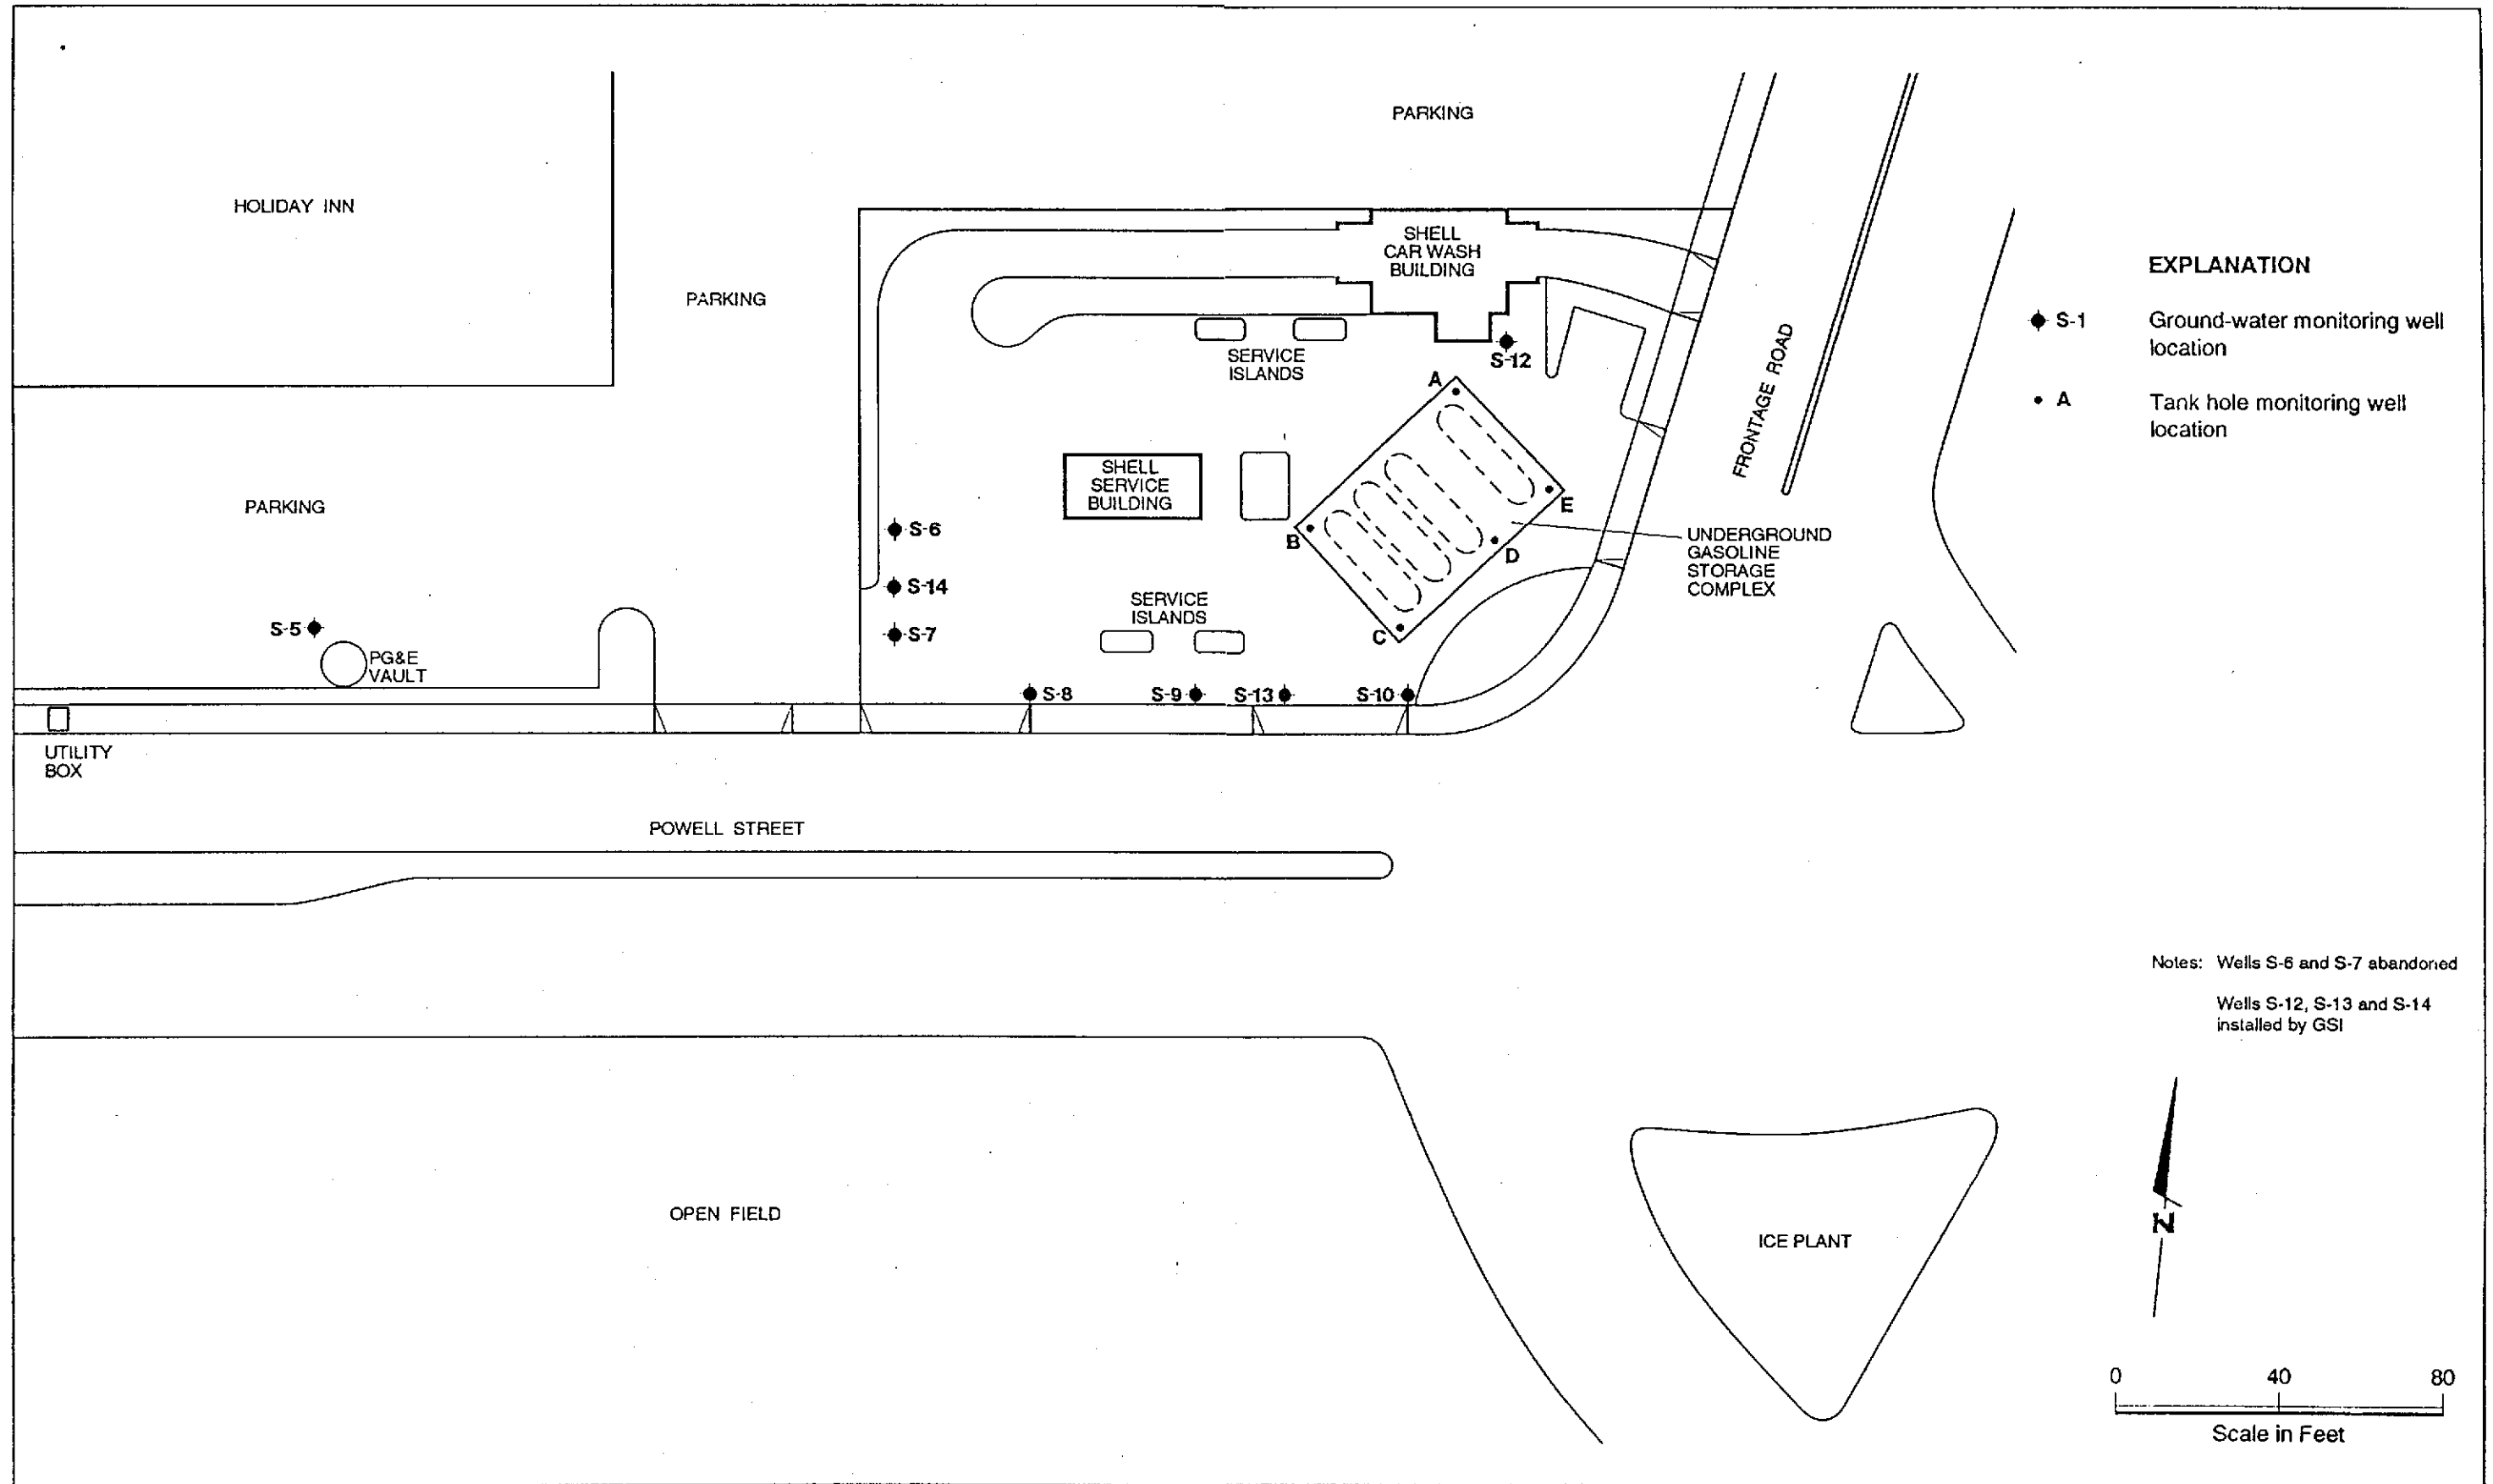 PARKING
HOLIDAY INN
SHELL
CAR WASH
BUILDING
EXPLANATION
PARKING
S-1
Ground-water monitoring well
location
FRONTAGE ROAD
SERVICE
ISLANDS
S-12
A
A
Tank hole monitoring well
location
SHELL
SERVICE
BUILDING
PARKING
E
S-6
B
D
UNDERGROUND
GASOLINE
STORAGE
COMPLEX
S-14
SERVICE
ISLANDS
S-5
S-7
C
PG&E
VAULT
S-8
S-9
S-13
S-10
UTILITY
BOX
POWELL STREET
Notes: Wells S-6 and S-7 abandoned
Wells S-12, S-13 and S-14
installed by GSI
OPEN FIELD
ICE PLANT
N
0 40 80
Scale in Feet